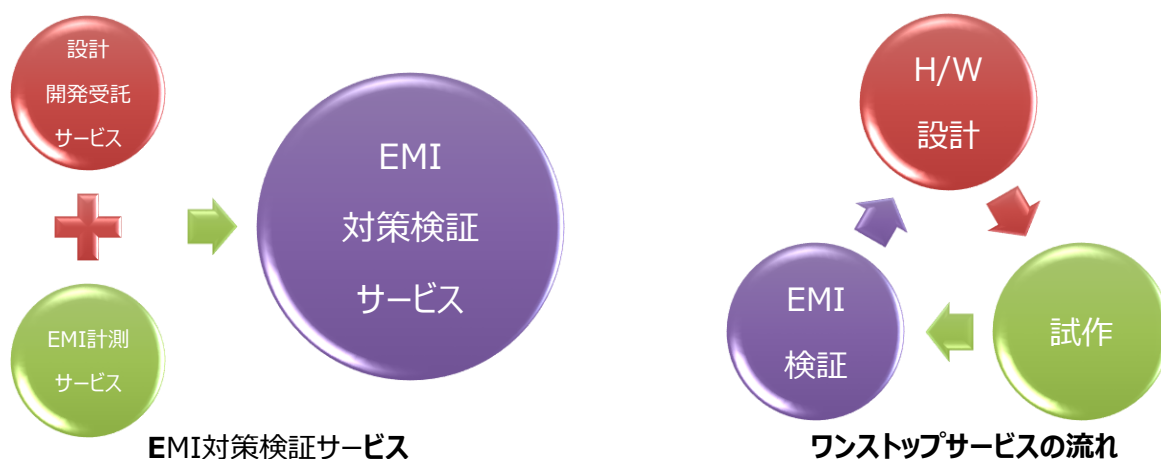 設計
開発受託
サービス
EMI計測
サービス
EMI
対策検証
サービス
EMI対策検証サービス
H/W
設計
試作
EMI
検証
ワンストップサービスの流れ